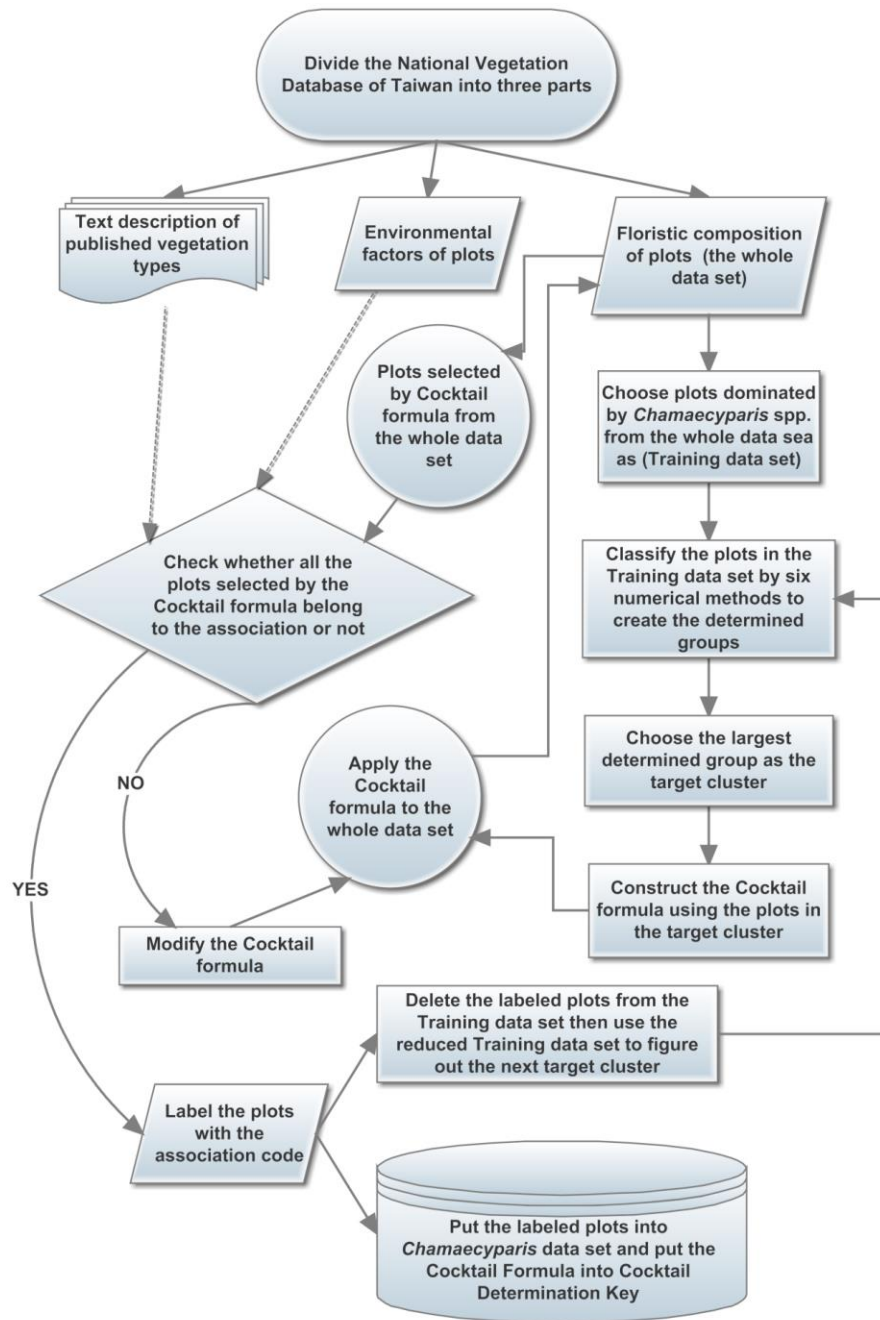 Divide the National Vegetation
Database of Taiwan into three parts
Text description of
published vegetation
types
Environmental
factors of plots
Floristic composition
of plots (the whole
data set)
Plots selected
by Cocktail
formula from
the whole data
set
Choose plots dominated
by Chamaecyparis spp.
from the whole data sea
as (Training data set)
Check whether all the
plots selected by the
Cocktail formula belong
to the association or not
Classify the plots in the
Training data set by six
numerical methods to
create the determined
groups
Choose the largest
determined group as the
target cluster
NO
Apply the
Cocktail
formula to the
whole data set
YES
Construct the Cocktail
formula using the plots in
the target cluster
Modify the Cocktail
formula
Delete the labeled plots from the
Training data set then use the
reduced Training data set to figure
out the next target cluster
Label the plots
with the
association code
Put the labeled plots into
Chamaecyparis data set and put the
Cocktail Formula into Cocktail
Determination Key